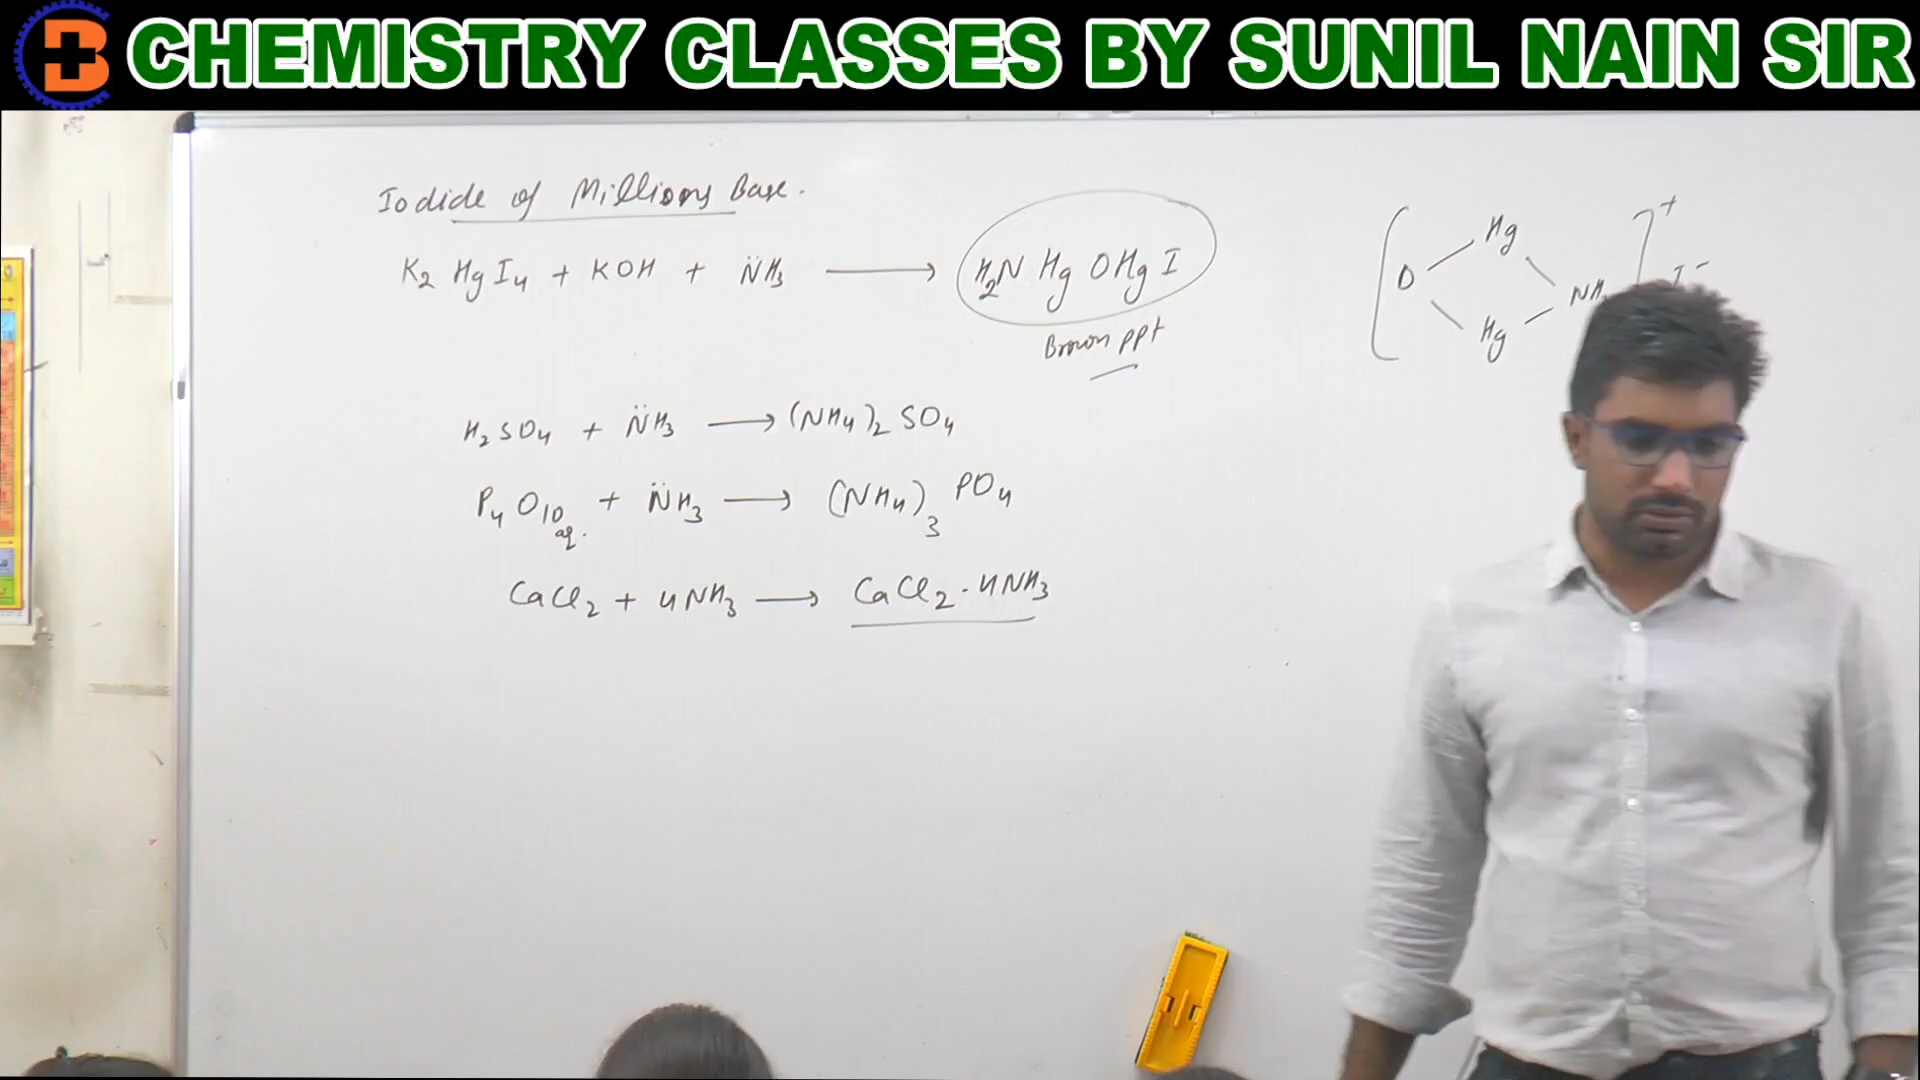 CHEMISTRY CLASSES BY SUNIL NAIN SIR
Iodide of Millions Base.
K2 HgI4 + KOH + NH3 ⟶ H2N Hg OHg I
Brown ppt
[O Hg Hg NH ]+ I-
H2SO4 + NH3 ⟶ (NH4)2 SO4
P4O10 aq. + NH3 ⟶ (NH4)3 PO4
CaCl2 + 4NH3 ⟶ CaCl2.4NH3